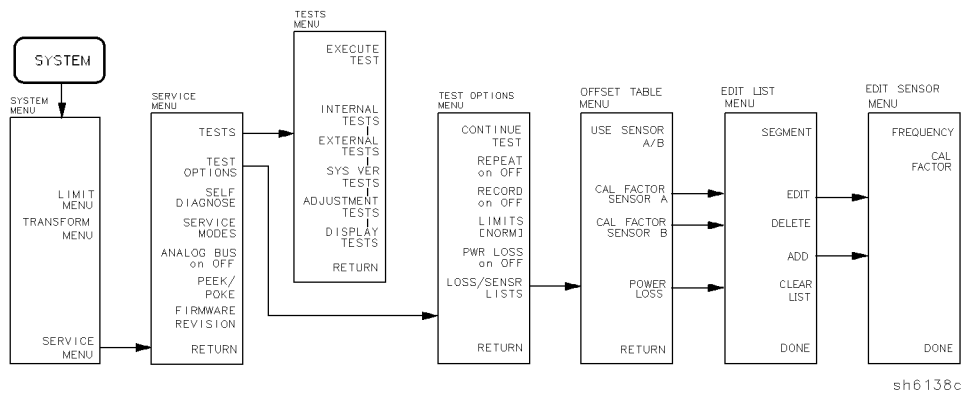 SYSTEM
SYSTEM
MENU
LIMIT
MENU
TRANSFORM
MENU
SERVICE
MENU
SERVICE
MENU
TESTS
TEST
OPTIONS
SELF
DIAGNOSE
SERVICE
MODES
ANALOG BUS
on OFF
PEEK/
POKE
FIRMWARE
REVISION
RETURN
TESTS
MENU
EXECUTE
TEST
INTERNAL
TESTS
EXTERNAL
TESTS
SYS VER
TESTS
ADJUSTMENT
TESTS
DISPLAY
TESTS
RETURN
TEST OPTIONS
MENU
CONTINUE
TEST
REPEAT
on OFF
RECORD
on OFF
LIMITS
[NORM]
PWR LOSS
on OFF
LOSS/SENSR
LISTS
RETURN
OFFSET TABLE
MENU
USE SENSOR
A/B
CAL FACTOR
SENSOR A
CAL FACTOR
SENSOR B
POWER
LOSS
RETURN
EDIT LIST
MENU
SEGMENT
EDIT
DELETE
ADD
CLEAR
LIST
DONE
EDIT SENSOR
MENU
FREQUENCY
CAL
FACTOR
DONE
sh6138c